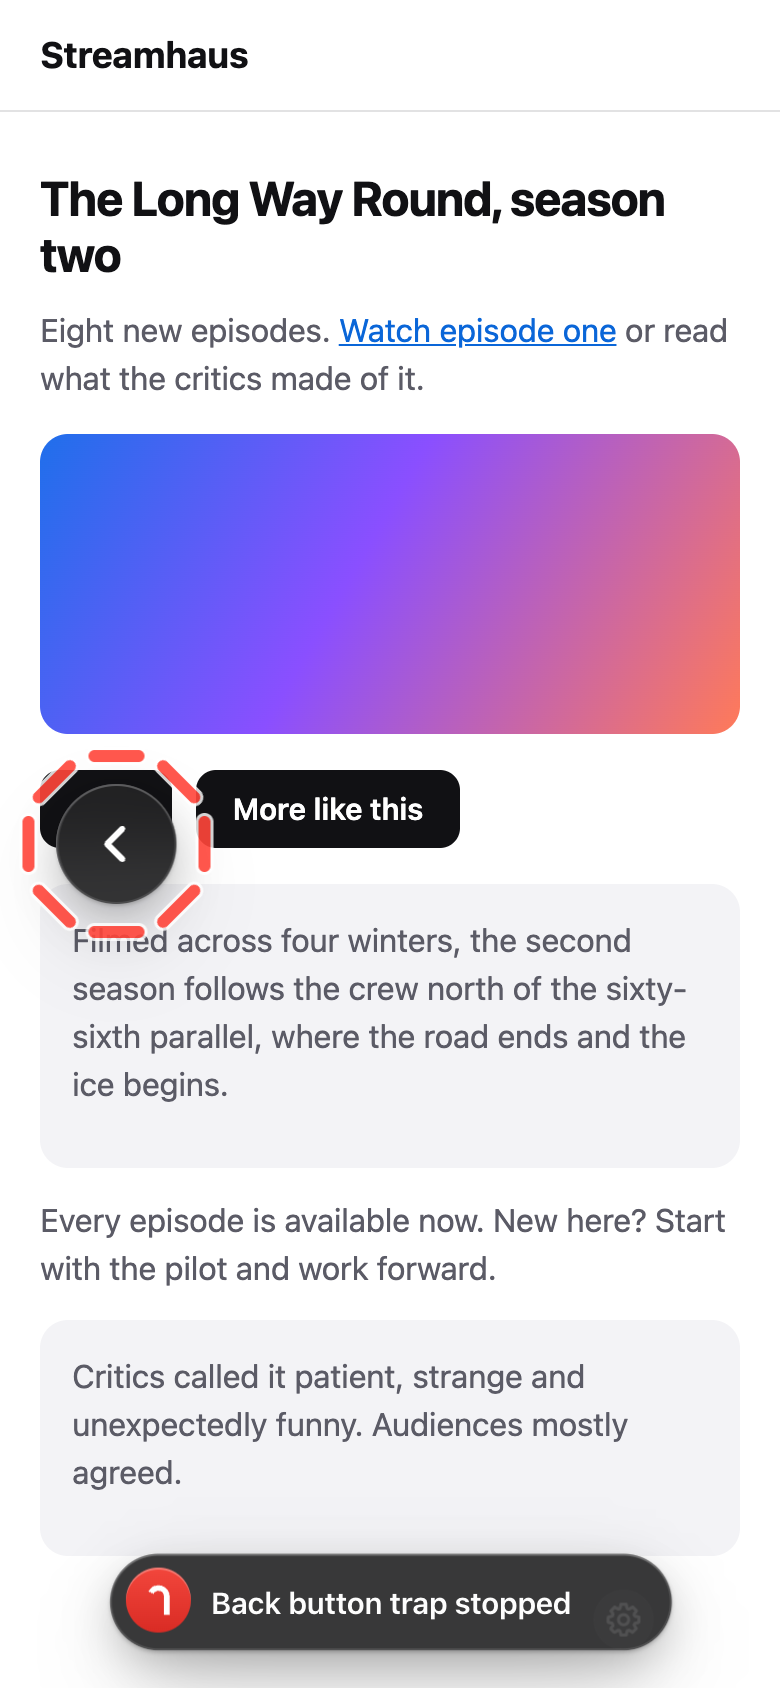 Streamhaus
The Long Way Round, season
two
Eight new episodes. Watch episode one or read
what the critics made of it.
More like this
Filmed across four winters, the second
season follows the crew north of the sixty-
sixth parallel, where the road ends and the
ice begins.
Every episode is available now. New here? Start
with the pilot and work forward.
Critics called it patient, strange and
unexpectedly funny. Audiences mostly
agreed.
Back button trap stopped